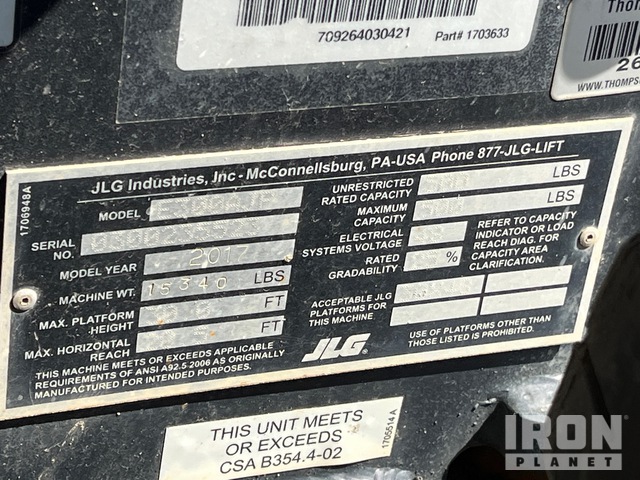 709264030421 Part# 1703633
Thomps
26
WWW.THOMPS
1706948A
JLG Industries, Inc - McConnellsburg, PA-USA Phone 877-JLG-LIFT
MODEL
SERIAL
NO.
MODEL YEAR 201
MACHINE WT. 15340 LBS
MAX. PLATFORM
HEIGHT FT
MAX. HORIZONTAL
REACH FT
THIS MACHINE MEETS OR EXCEEDS APPLICABLE
REQUIREMENTS OF ANSI A92.5 2006 AS ORIGINALLY
MANUFACTURED FOR INTENDED PURPOSES.
UNRESTRICTED
RATED CAPACITY LBS
MAXIMUM
CAPACITY LBS
ELECTRICAL
SYSTEMS VOLTAGE
RATED
GRADABILITY %
REFER TO CAPACITY
INDICATOR OR LOAD
REACH DIAG. FOR
CAPACITY AREA
CLARIFICATION.
ACCEPTABLE JLG
PLATFORMS FOR
THIS MACHINE
JLG®
USE OF PLATFORMS OTHER THAN
THOSE LISTED IS PROHIBITED.
THIS UNIT MEETS
OR EXCEEDS
CSA B354.4-02
1705514 A
IRON
PLANET